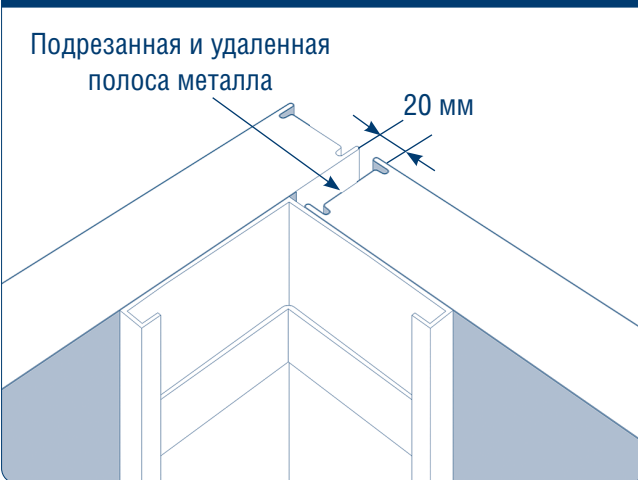 Подрезанная и удаленная
полоса металла
20 мм